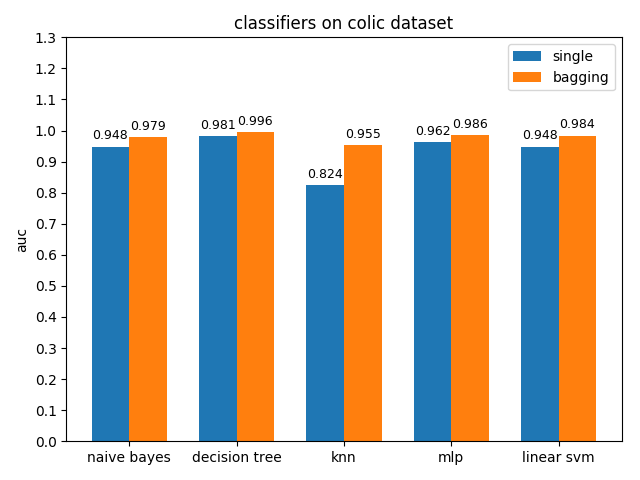 classifiers on colic dataset
1.3
1.2
1.1
1.0
0.9
0.8
0.7
0.6
0.5
0.4
0.3
0.2
0.1
0.0
auc
single
bagging
0.948
0.979
0.981
0.996
0.824
0.955
0.962
0.986
0.948
0.984
naive bayes
decision tree
knn
mlp
linear svm